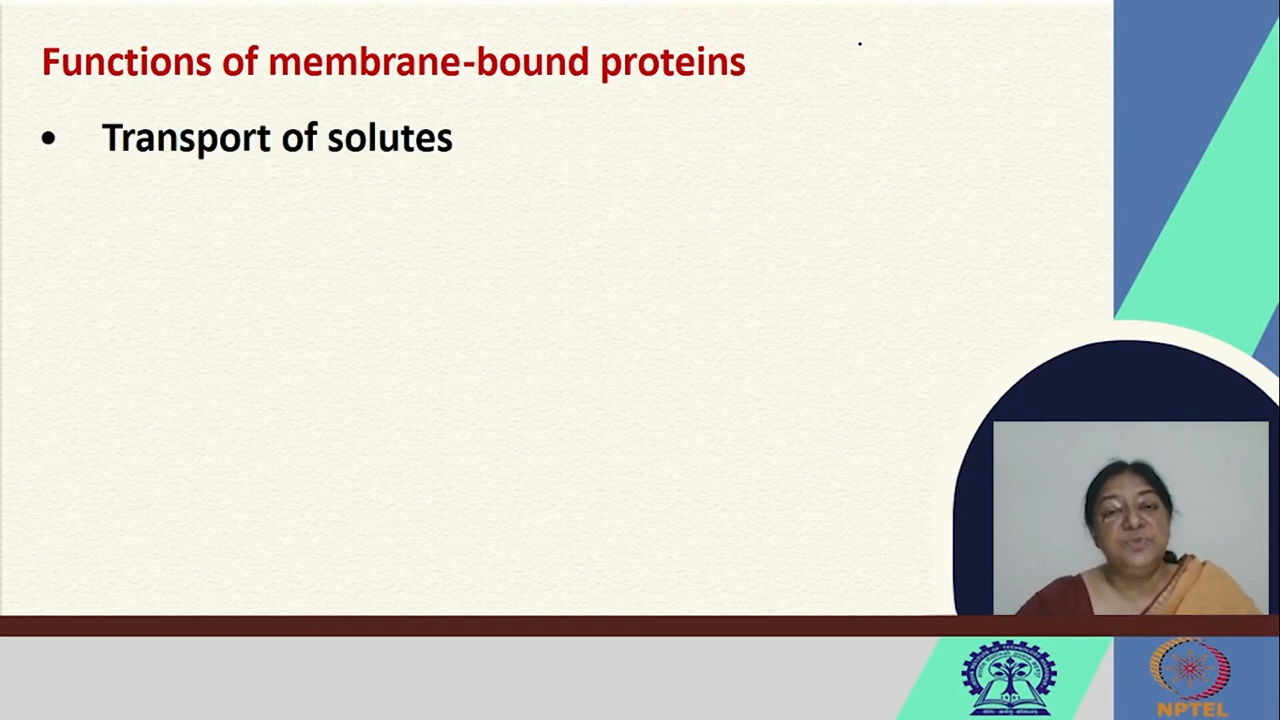 Functions of membrane-bound proteins
• Transport of solutes
NPTEL